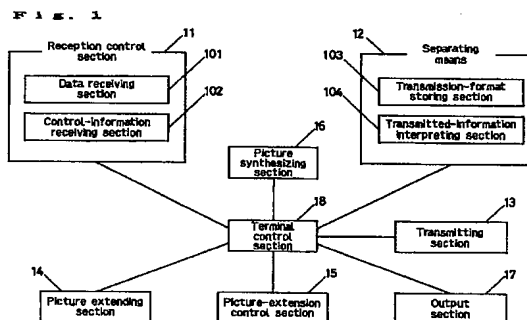 Fig. 1
11
Reception control
section
101
Data receiving
section
102
Control-information
receiving section
12
Separating
means
103
Transmission-format
storing section
104
Transmitted-information
interpreting section
16
Picture
synthesizing
section
18
Terminal
control
section
13
Transmitting
section
14
Picture extending
section
15
Picture-extension
control section
17
Output
section